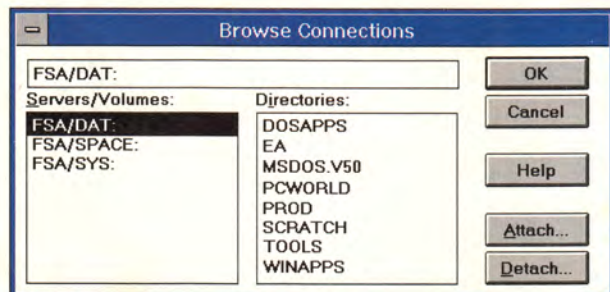 Browse Connections
FSA/DAT:
OK
Servers/Volumes:
Directories:
Cancel
FSA/DAT:
FSA/SPACE:
FSA/SYS:
DOSAPPS
EA
MSDOS.V50
PCWORLD
PROD
SCRATCH
TOOLS
WINAPPS
Help
Attach...
Detach...